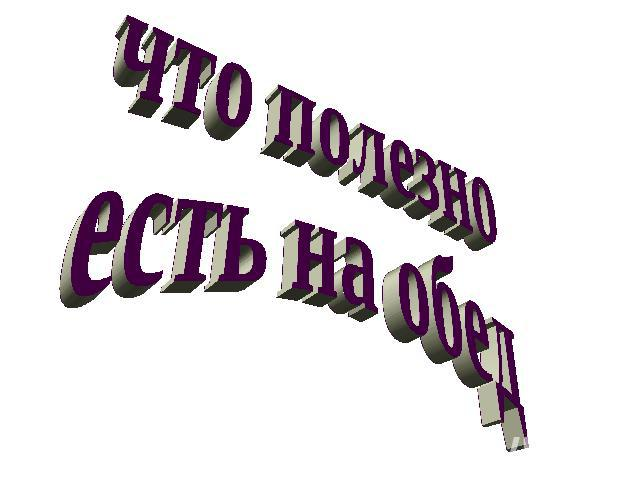 что полезно
есть на обед